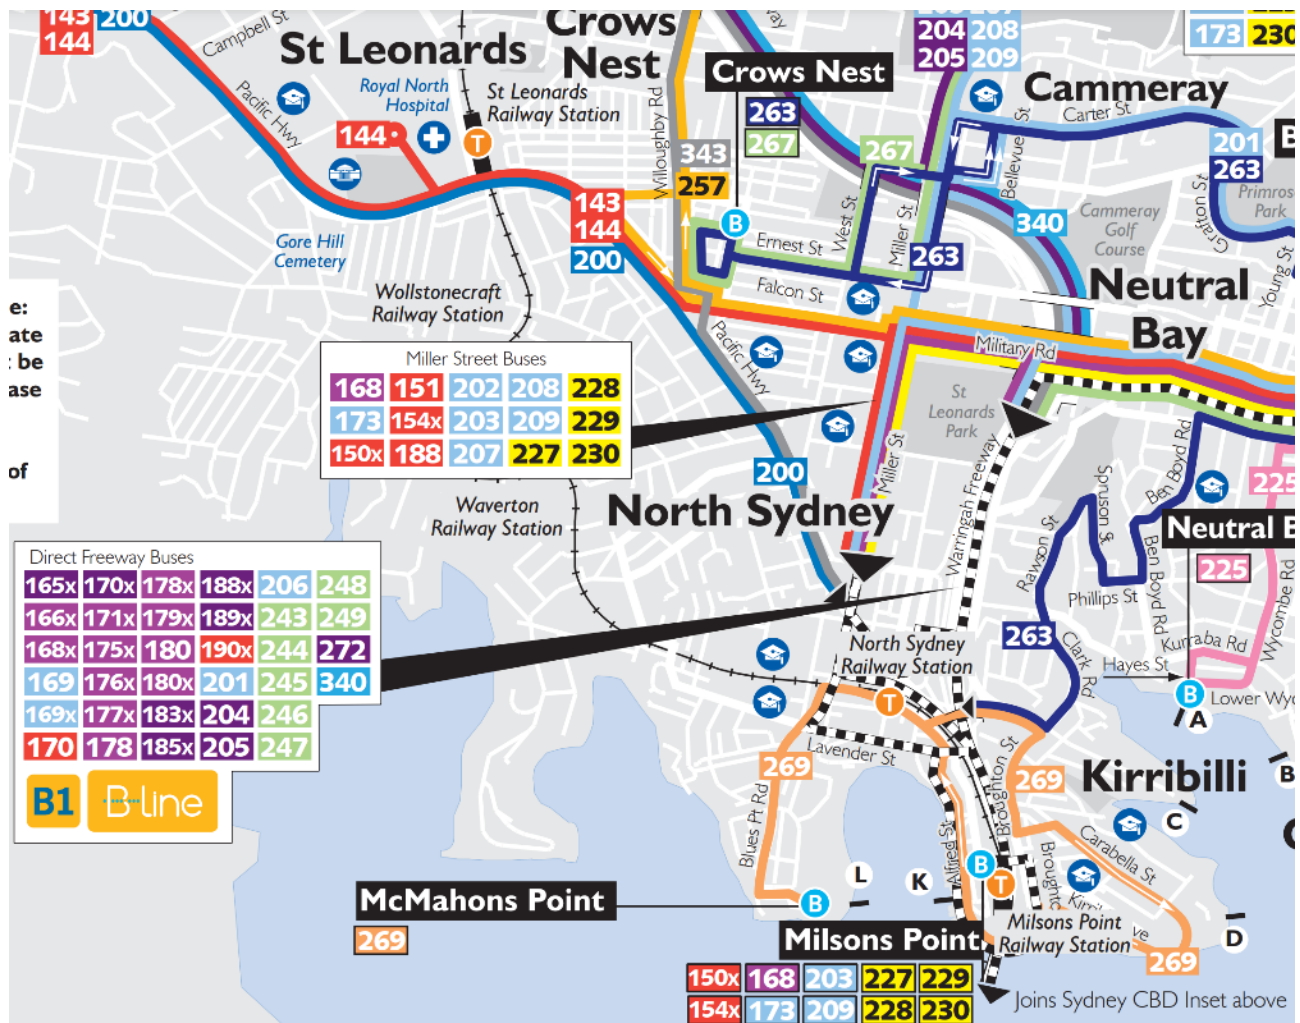 143
144
200
Campbell St
St Leonards
Crows
Nest
204
205
208
209
173
230
Crows Nest
263
267
Cammeray
Royal North
Hospital
St Leonards
Railway Station
T
Pacific Hwy
144
Willoughby Rd
343
257
267
Bellevue St
Carter St
201
263
B
Gore Hill
Cemetery
143
144
200
B
Ernest St
West St
Miller St
263
340
Cammeray
Golf
Course
Grafton St
Park
Young St
Falcon St
Wollstonecraft
Railway Station
Neutral
Bay
e:
ate
be
ase
of
Pacific Hwy
Military Rd
Miller Street Buses
168 151 202 208 228
173 154x 203 209 229
150x 188 207 227 230
St
Leonards
Park
Miller St
200
Waverton
Railway Station
North Sydney
Warringah Freeway
Spruson St
Ben Boyd Rd
225
Rawson St
Neutral B
225
Phillips St
Ben Boyd Rd
Direct Freeway Buses
165x 170x 178x 188x 206 248
166x 171x 179x 189x 243 249
168x 175x 180 190x 244 272
169 176x 180x 201 245 340
169x 177x 183x 204 246
170 178 185x 205 247
B1 B-line
263
Clark Rd
Kurraba Rd
Wycombe Rd
Hayes St
B
A
Lower Wyc
North Sydney
Railway Station
T
Lavender St
269
Blues Pt Rd
Broughton St
269
Kirribilli
B
C
Alfred St
Carabella St
B
T
L
K
McMahons Point
269
B
Milsons Point
Milsons Point
Railway Station
269
D
150x 168 203 227 229
154x 173 209 228 230
Joins Sydney CBD Inset above